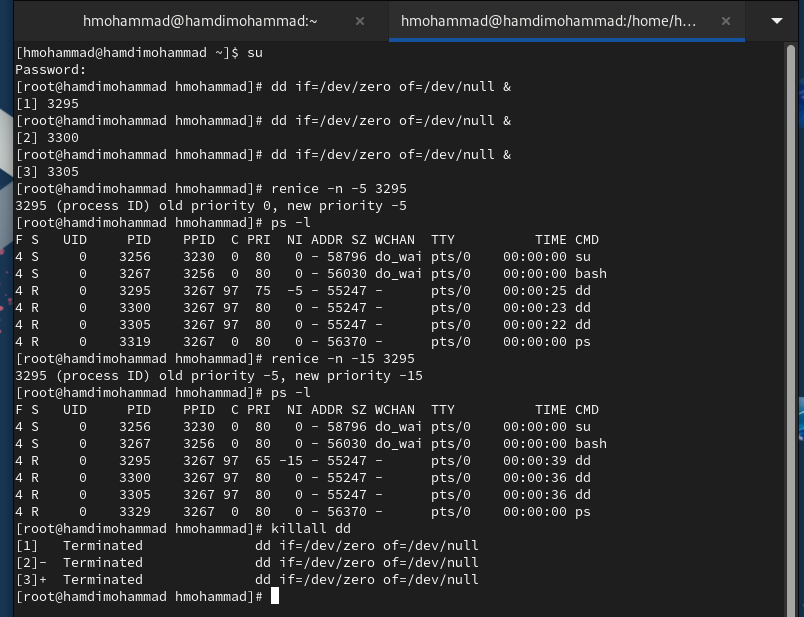 hmohammad@hamdimohammad:~ ×
hmohammad@hamdimohammad:/home/h... ×
[hmohammad@hamdimohammad ~]$ su
Password:
[root@hamdimohammad hmohammad]# dd if=/dev/zero of=/dev/null &
[1] 3295
[root@hamdimohammad hmohammad]# dd if=/dev/zero of=/dev/null &
[2] 3300
[root@hamdimohammad hmohammad]# dd if=/dev/zero of=/dev/null &
[3] 3305
[root@hamdimohammad hmohammad]# renice -n -5 3295
3295 (process ID) old priority 0, new priority -5
[root@hamdimohammad hmohammad]# ps -l
F S   UID     PID    PPID  C PRI  NI ADDR SZ WCHAN  TTY          TIME CMD
4 S     0    3256    3230  0  80   0 - 58796 do_wai pts/0    00:00:00 su
4 S     0    3267    3256  0  80   0 - 56030 do_wai pts/0    00:00:00 bash
4 R     0    3295    3267 97  75  -5 - 55247 -      pts/0    00:00:25 dd
4 R     0    3300    3267 97  80   0 - 55247 -      pts/0    00:00:23 dd
4 R     0    3305    3267 97  80   0 - 55247 -      pts/0    00:00:22 dd
4 R     0    3319    3267  0  80   0 - 56370 -      pts/0    00:00:00 ps
[root@hamdimohammad hmohammad]# renice -n -15 3295
3295 (process ID) old priority -5, new priority -15
[root@hamdimohammad hmohammad]# ps -l
F S   UID     PID    PPID  C PRI  NI ADDR SZ WCHAN  TTY          TIME CMD
4 S     0    3256    3230  0  80   0 - 58796 do_wai pts/0    00:00:00 su
4 S     0    3267    3256  0  80   0 - 56030 do_wai pts/0    00:00:00 bash
4 R     0    3295    3267 97  65 -15 - 55247 -      pts/0    00:00:39 dd
4 R     0    3300    3267 97  80   0 - 55247 -      pts/0    00:00:36 dd
4 R     0    3305    3267 97  80   0 - 55247 -      pts/0    00:00:36 dd
4 R     0    3329    3267  0  80   0 - 56370 -      pts/0    00:00:00 ps
[root@hamdimohammad hmohammad]# killall dd
[1]   Terminated              dd if=/dev/zero of=/dev/null
[2]-  Terminated              dd if=/dev/zero of=/dev/null
[3]+  Terminated              dd if=/dev/zero of=/dev/null
[root@hamdimohammad hmohammad]#